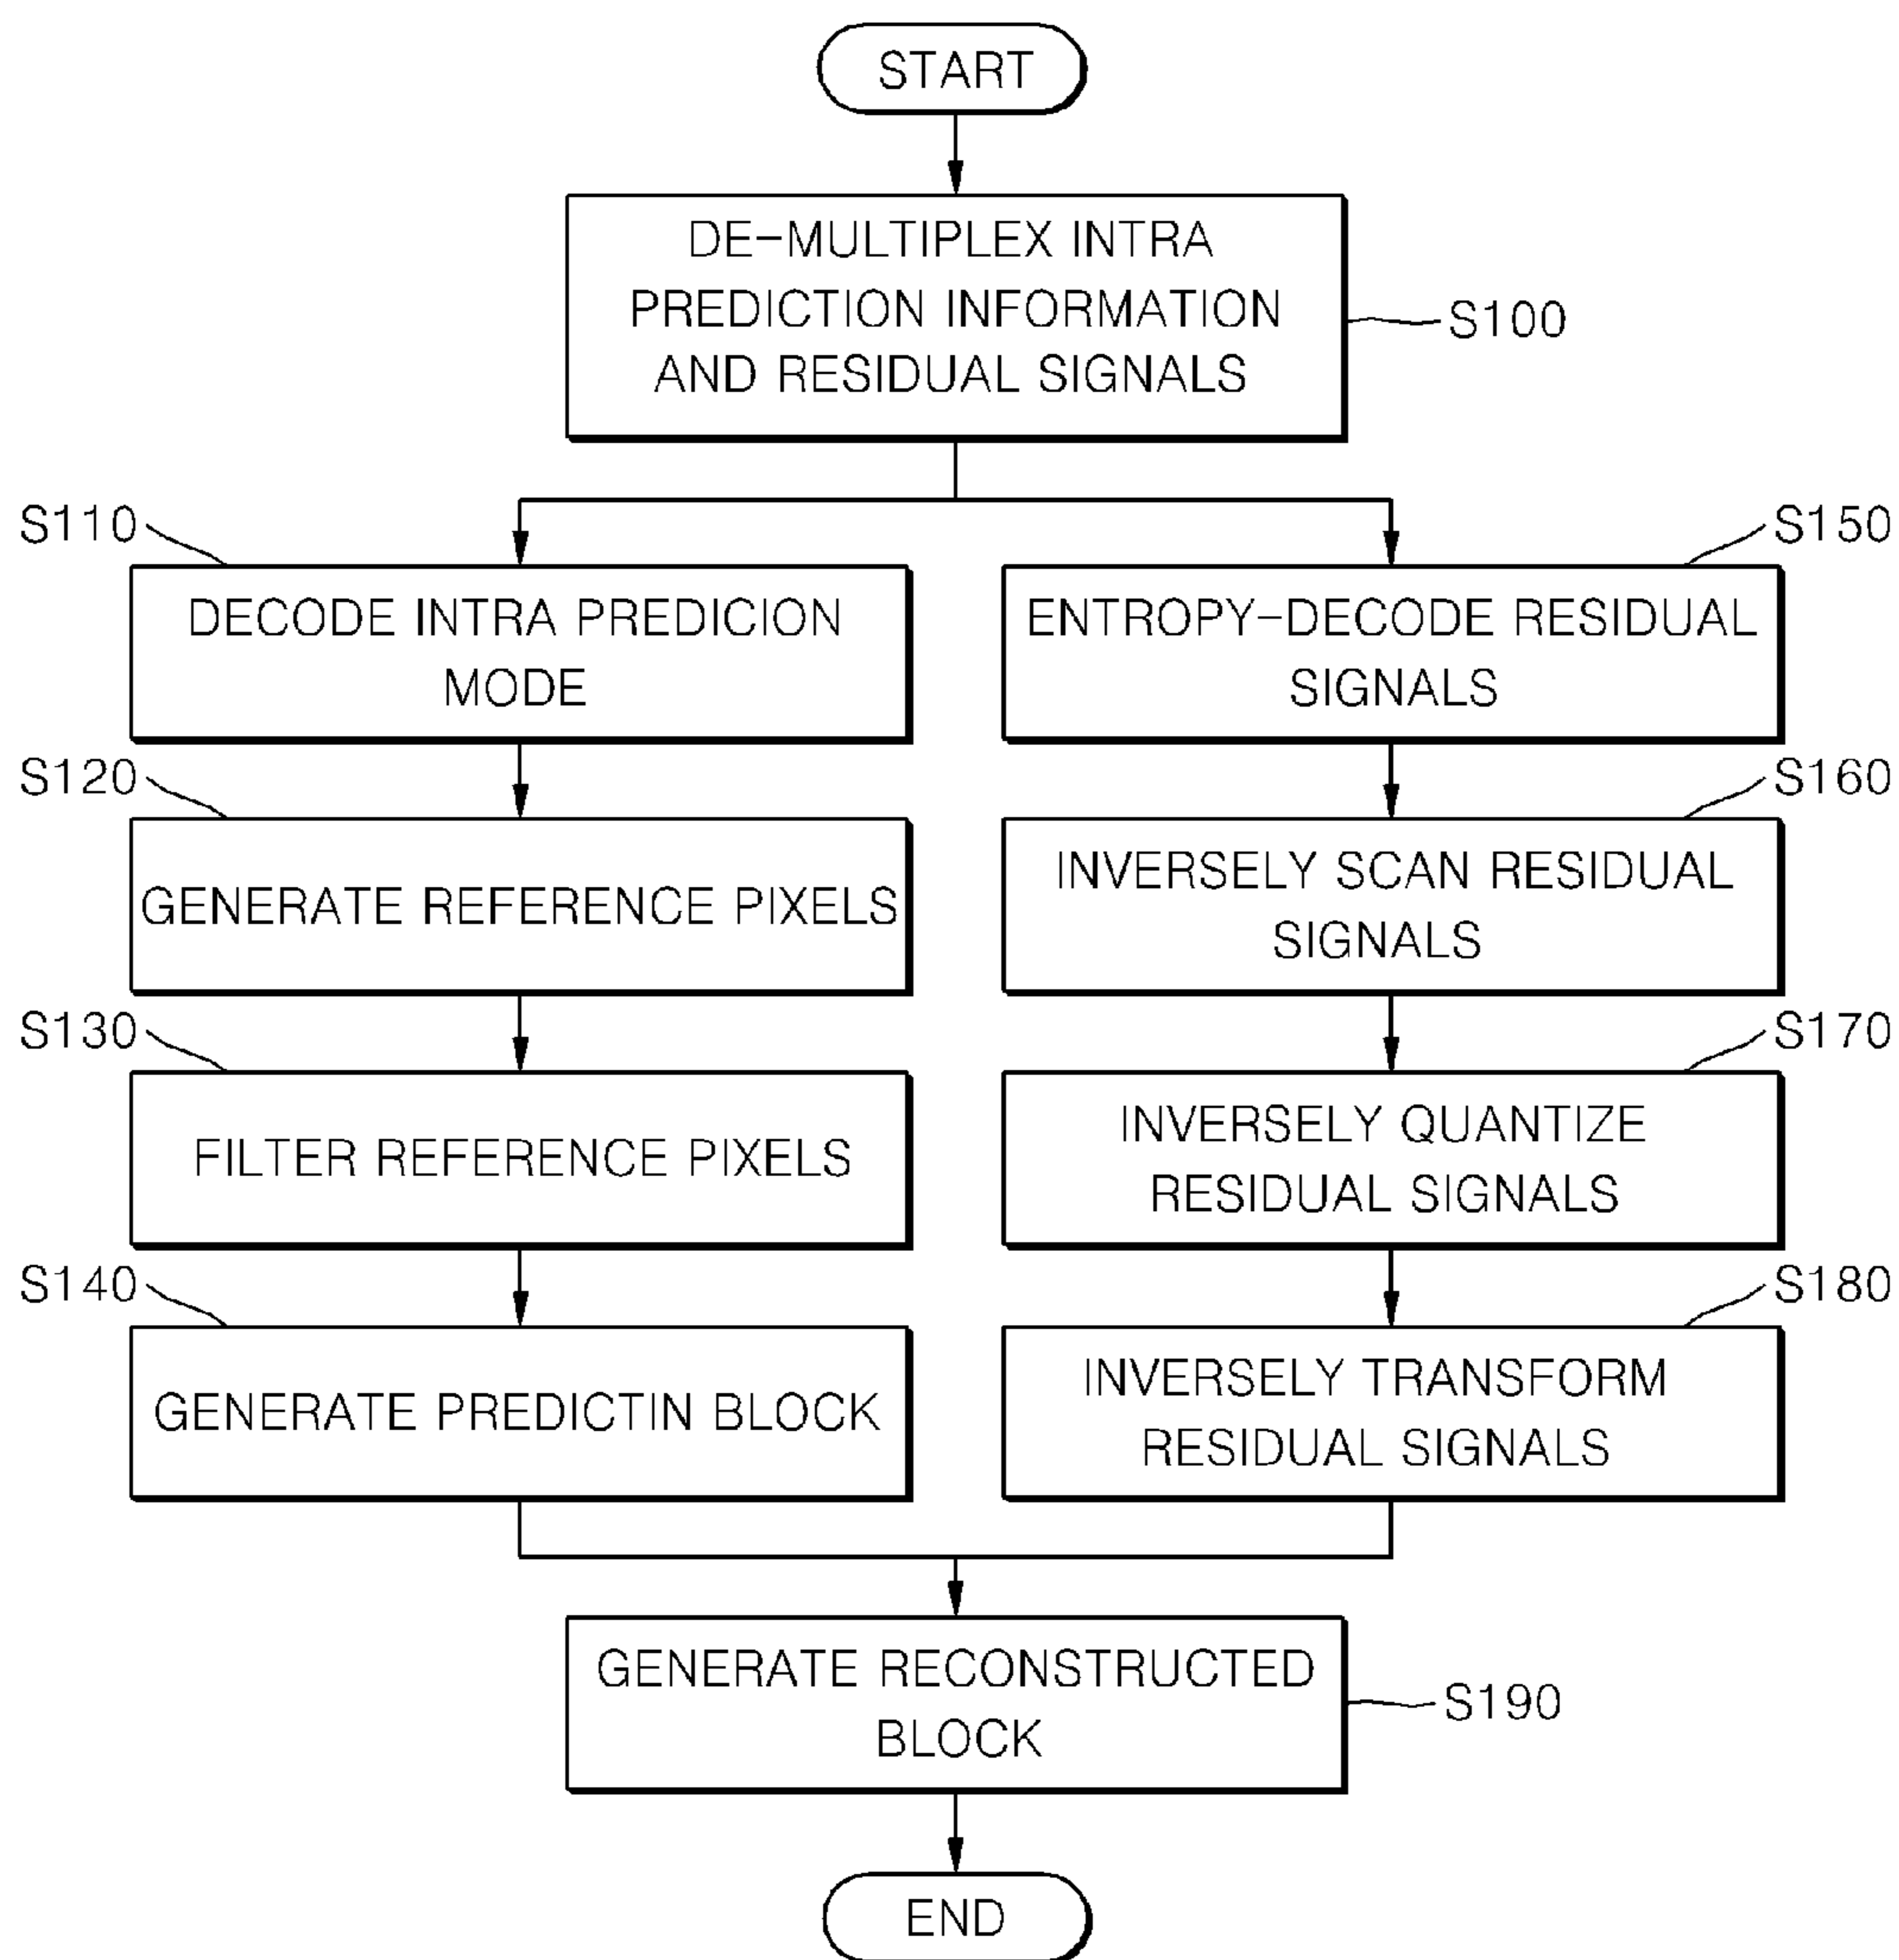 START
DE-MULTIPLEX INTRA
PREDICTION INFORMATION
AND RESIDUAL SIGNALS
S100
S110
DECODE INTRA PREDICION
MODE
S150
ENTROPY-DECODE RESIDUAL
SIGNALS
S120
GENERATE REFERENCE PIXELS
S160
INVERSELY SCAN RESIDUAL
SIGNALS
S130
FILTER REFERENCE PIXELS
S170
INVERSELY QUANTIZE
RESIDUAL SIGNALS
S140
GENERATE PREDICTIN BLOCK
S180
INVERSELY TRANSFORM
RESIDUAL SIGNALS
GENERATE RECONSTRUCTED
BLOCK
S190
END